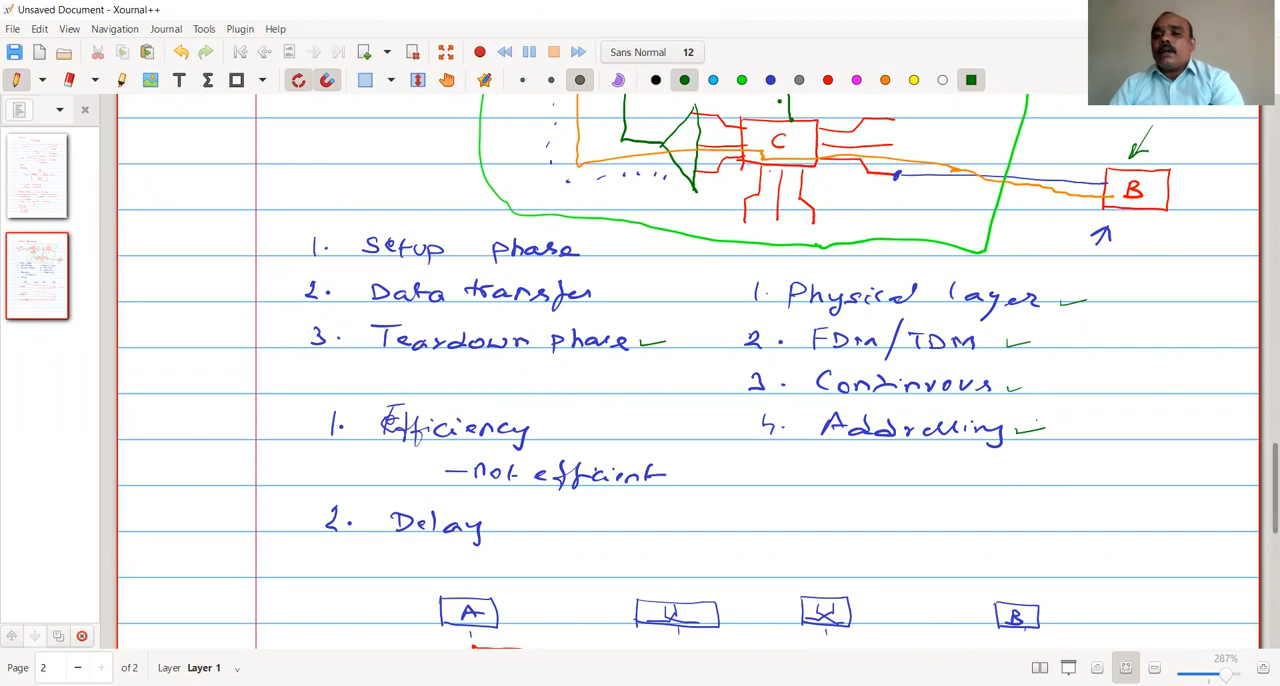 Unsaved Document - Xournal++
File Edit View Navigation Journal Tools Plugin Help
Sans Normal 12
C
B
1. Setup phase
2. Data transfer
3. Teardown phase
1. Physical layer
2. FDM/TDM
3. Continuous
4. Addressing
1. Efficiency
- not efficient
2. Delay
A
B
Page 2 of 2 Layer Layer 1
287%